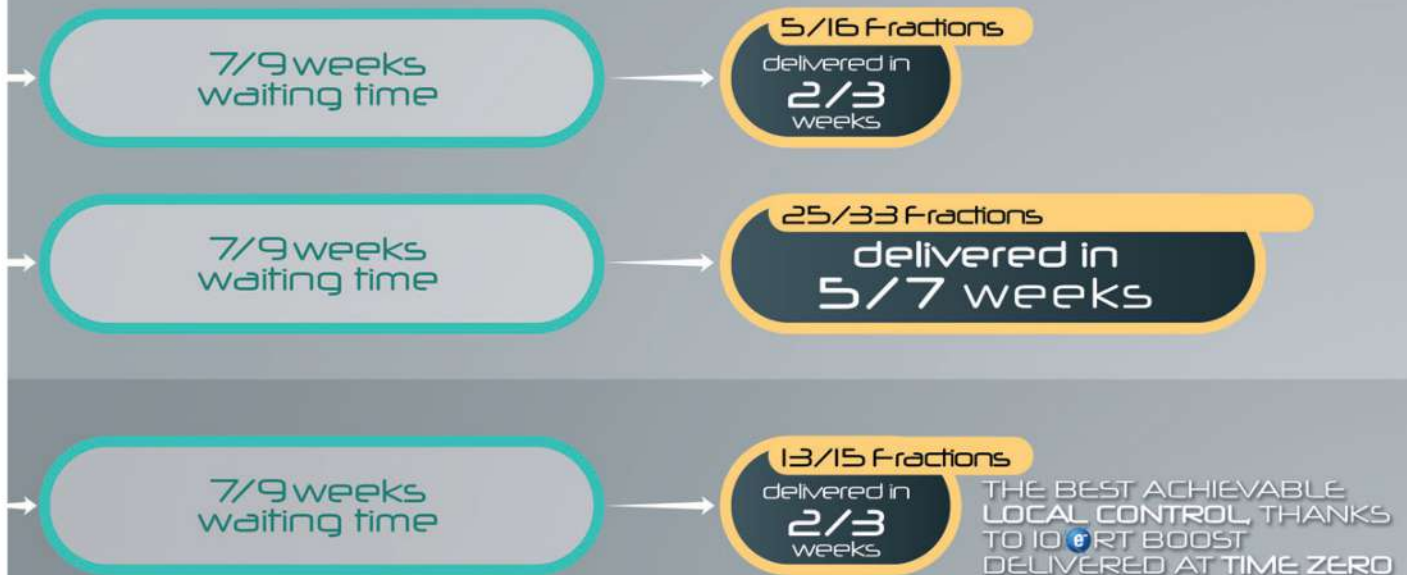 7/9 weeks
waiting time
5/16 Fractions
delivered in
2/3
weeks
7/9 weeks
waiting time
25/33 Fractions
delivered in
5/7 weeks
7/9 weeks
waiting time
13/15 Fractions
delivered in
2/3
weeks
THE BEST ACHIEVABLE
LOCAL CONTROL, THANKS
TO IOe-RT BOOST
DELIVERED AT TIME ZERO